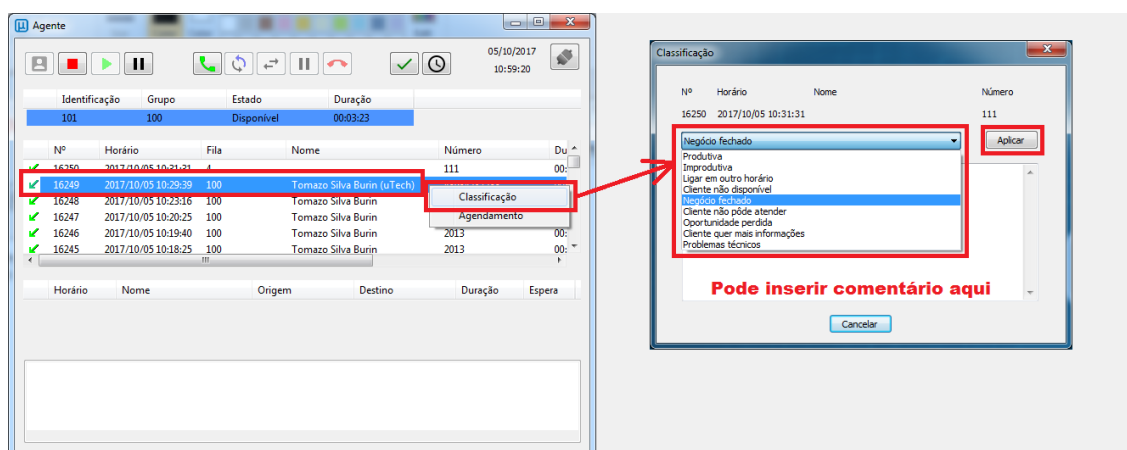 Agente
05/10/2017
10:59:20
Identificação Grupo Estado Duração
101 100 Disponível 00:03:23
Nº Horário Fila Nome Número Du
16250 2017/10/05 10:31:31 4 111 00:
16249 2017/10/05 10:29:39 100 Tomazo Silva Burin (uTech)
16248 2017/10/05 10:23:16 100 Tomazo Silva Burin
16247 2017/10/05 10:20:25 100 Tomazo Silva Burin
16246 2017/10/05 10:19:40 100 Tomazo Silva Burin 2013 00:
16245 2017/10/05 10:18:25 100 Tomazo Silva Burin 2013 00:
Classificação
Agendamento
Horário Nome Origem Destino Duração Espera
Classificação
Nº Horário Nome Número
16250 2017/10/05 10:31:31 111
Negócio fechado Aplicar
Produtiva
Improdutiva
Ligar em outro horário
Cliente não disponível
Negócio fechado
Cliente não pôde atender
Oportunidade perdida
Cliente quer mais informações
Problemas técnicos
Pode inserir comentário aqui
Cancelar